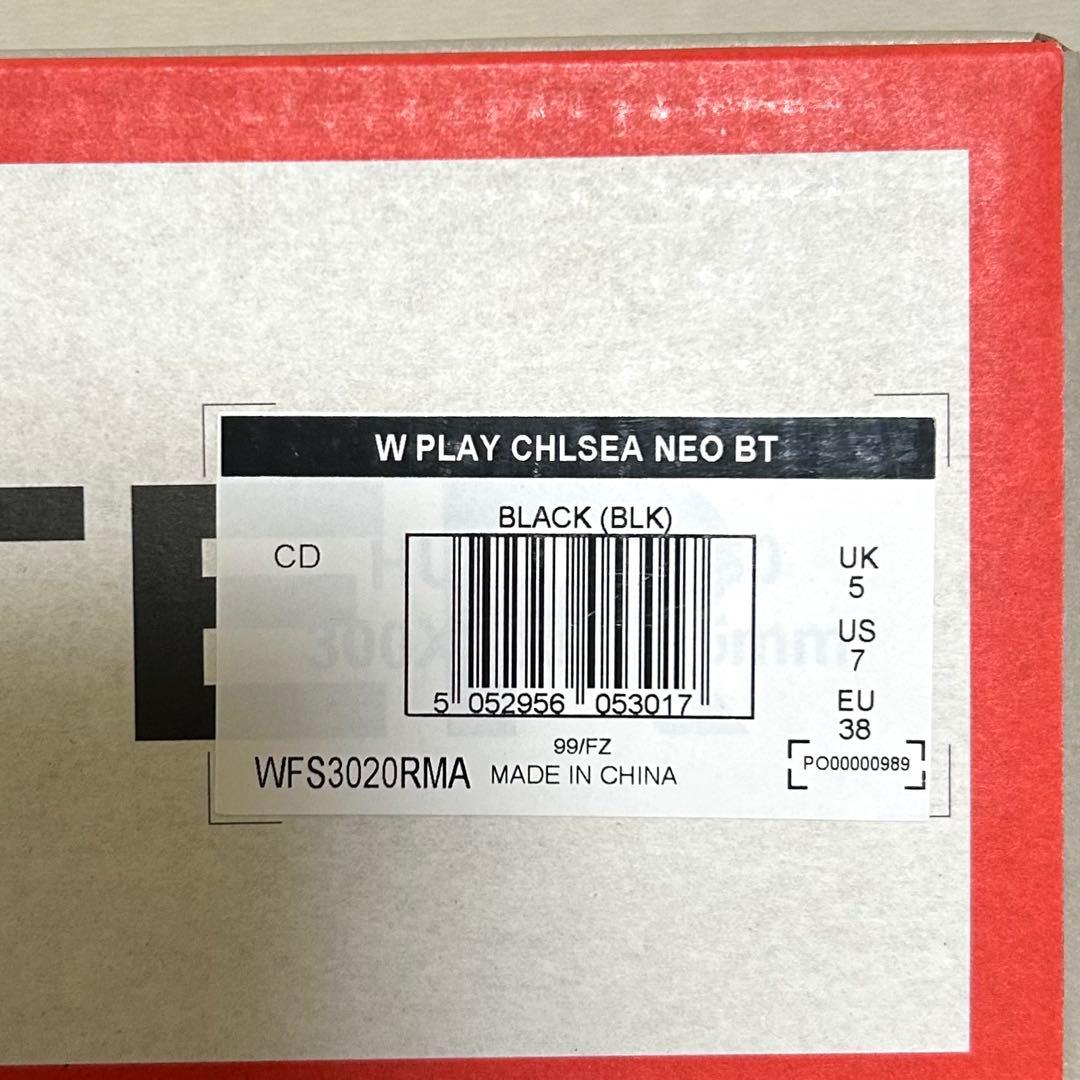 W PLAY CHLSEA NEO BT
BLACK (BLK)
CD
5 052956 053017
UK
5
US
7
EU
38
99/FZ
WFS3020RMA MADE IN CHINA
PO00000989